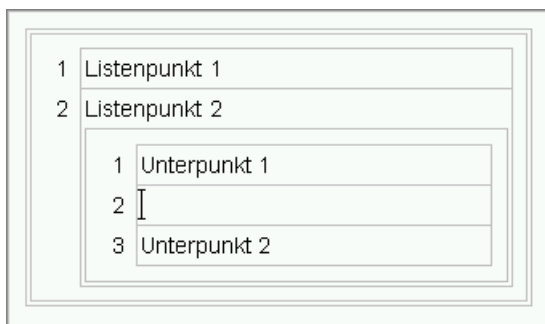 1 Listenpunkt 1
2 Listenpunkt 2
1 Unterpunkt 1
2
3 Unterpunkt 2